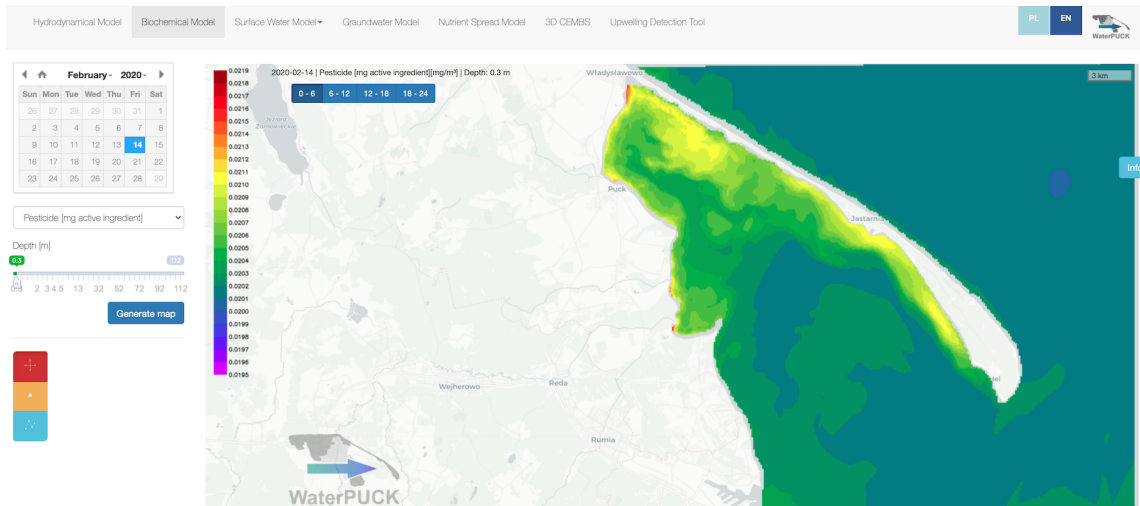 Hydrodynamical Model Biochemical Model Surface Water Model Graundwater Model Nutrient Spread Model 3D CEMBS Upwelling Detection Tool PL EN
WaterPUCK
February 2020
Sun Mon Tue Wed Thu Fri Sat
26 27 28 29 30 31 1
2 3 4 5 6 7 8
9 10 11 12 13 14 15
16 17 18 19 20 21 22
23 24 25 26 27 28 29
Pesticide [mg active ingredient]
Depth [m]
0.3 112
0.3 2 3 4.5 13 32 52 72 92 112
Generate map
2020-02-14 | Pesticide [mg active ingredient][mg/m³] | Depth: 0.3 m
0 - 6 6 - 12 12 - 18 18 - 24
0.0219
0.0218
0.0217
0.0216
0.0215
0.0214
0.0213
0.0212
0.0211
0.0210
0.0209
0.0208
0.0207
0.0206
0.0205
0.0204
0.0203
0.0202
0.0201
0.0200
0.0199
0.0198
0.0197
0.0196
0.0195
Władysławowo
3 km
Jezioro
Żarnowieckie
Info
Puck
Jastarnia
Hel
Wejherowo
Reda
Rumia
WaterPUCK